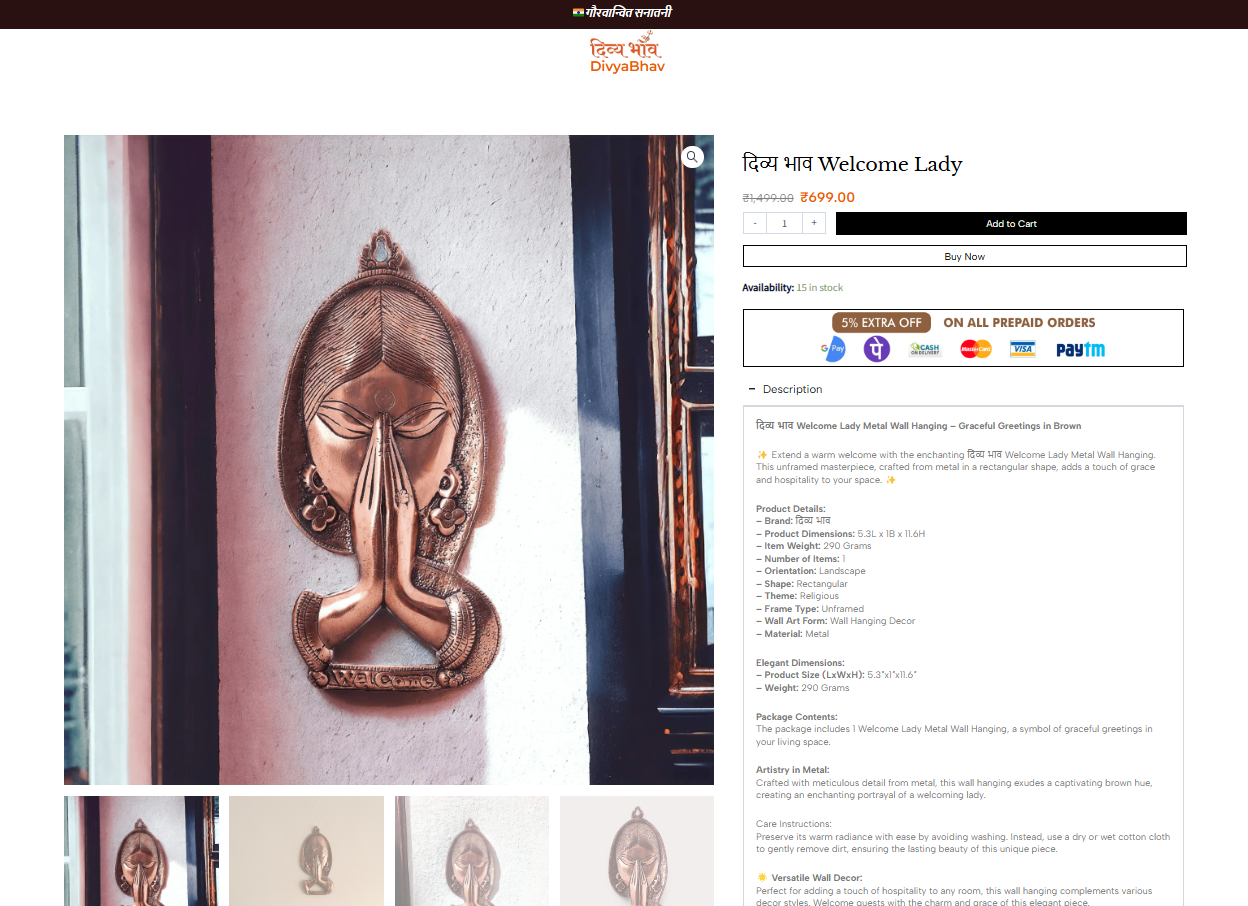 गौरवान्वित सनातनी
दिव्य भाव
DivyaBhav
दिव्य भाव Welcome Lady
₹1,499.00 ₹699.00
- 1 + Add to Cart
Buy Now
Availability: 15 in stock
5% EXTRA OFF ON ALL PREPAID ORDERS
G Pay पे CASH ON DELIVERY MasterCard VISA Paytm
– Description
दिव्य भाव Welcome Lady Metal Wall Hanging – Graceful Greetings in Brown
✨ Extend a warm welcome with the enchanting दिव्य भाव Welcome Lady Metal Wall Hanging.
This unframed masterpiece, crafted from metal in a rectangular shape, adds a touch of grace
and hospitality to your space. ✨
Product Details:
– Brand: दिव्य भाव
– Product Dimensions: 5.3L x 1B x 11.6H
– Item Weight: 290 Grams
– Number of Items: 1
– Orientation: Landscape
– Shape: Rectangular
– Theme: Religious
– Frame Type: Unframed
– Wall Art Form: Wall Hanging Decor
– Material: Metal
Elegant Dimensions:
– Product Size (LxWxH): 5.3"x1"x11.6"
– Weight: 290 Grams
Package Contents:
The package includes 1 Welcome Lady Metal Wall Hanging, a symbol of graceful greetings in
your living space.
Artistry in Metal:
Crafted with meticulous detail from metal, this wall hanging exudes a captivating brown hue,
creating an enchanting portrayal of a welcoming lady.
Care Instructions:
Preserve its warm radiance with ease by avoiding washing. Instead, use a dry or wet cotton cloth
to gently remove dirt, ensuring the lasting beauty of this unique piece.
🌟 Versatile Wall Decor:
Perfect for adding a touch of hospitality to any room, this wall hanging complements various
decor styles. Welcome guests with the charm and grace of this elegant piece.
Welcome